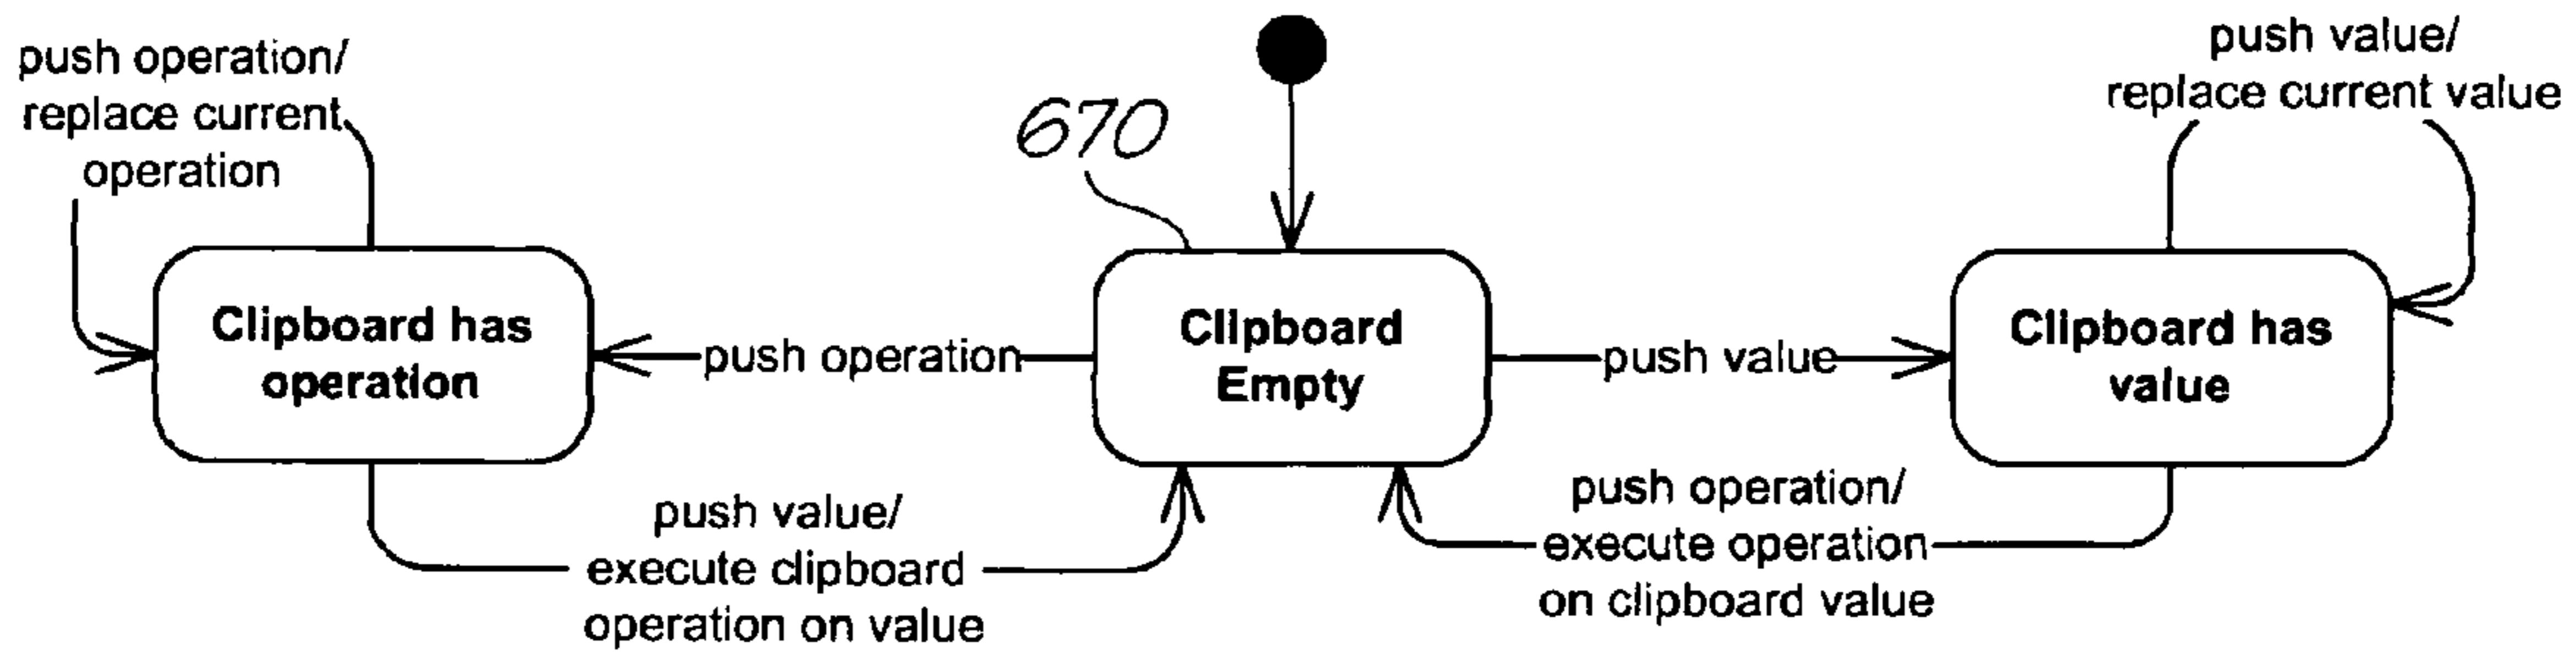 push operation/
replace current
operation
670
push value/
replace current value
Clipboard has
operation
push operation
Clipboard
Empty
push value
Clipboard has
value
push value/
execute clipboard
operation on value
push operation/
execute operation
on clipboard value